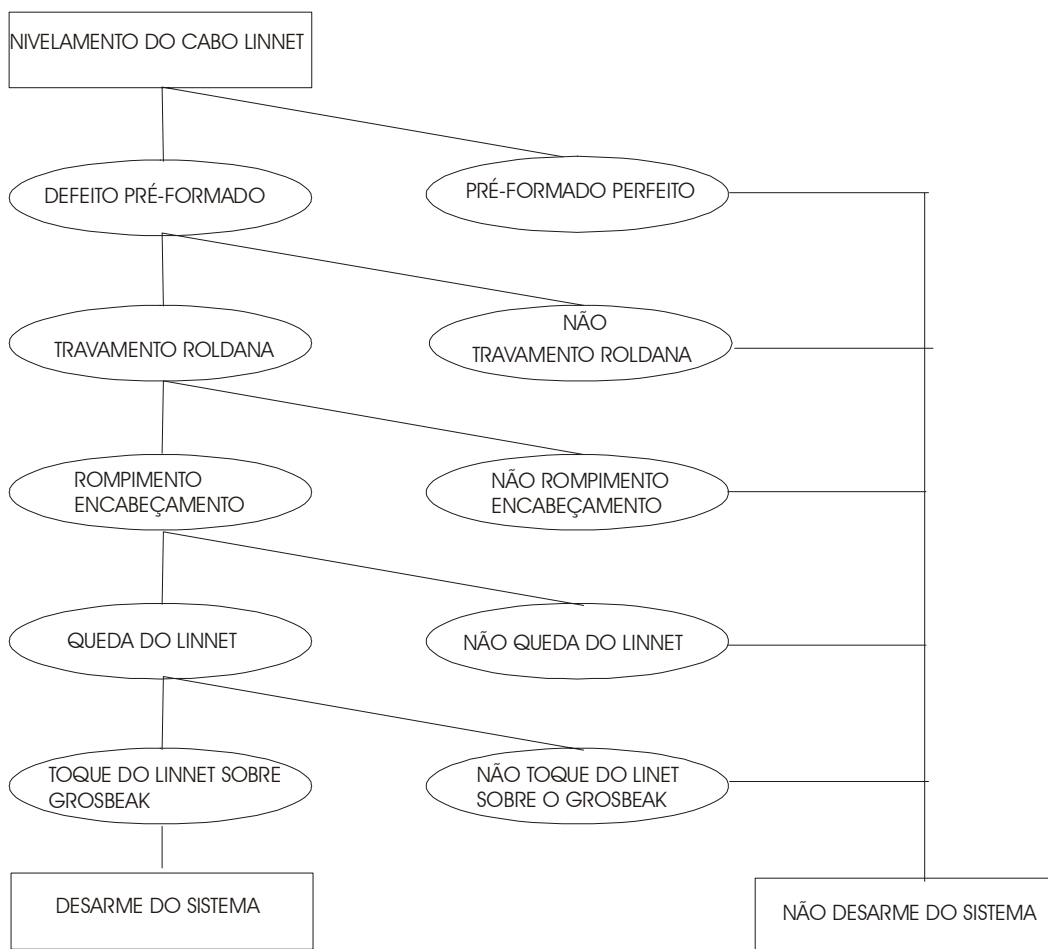 NIVELAMENTO DO CABO LINNET
DEFEITO PRÉ-FORMADO
PRÉ-FORMADO PERFEITO
TRAVAMENTO ROLDANA
NÃO
TRAVAMENTO ROLDANA
ROMPIMENTO
ENCABEÇAMENTO
NÃO ROMPIMENTO
ENCABEÇAMENTO
QUEDA DO LINNET
NÃO QUEDA DO LINNET
TOQUE DO LINNET SOBRE
GROSBEAK
NÃO TOQUE DO LINET
SOBRE O GROSBEAK
DESARME DO SISTEMA
NÃO DESARME DO SISTEMA